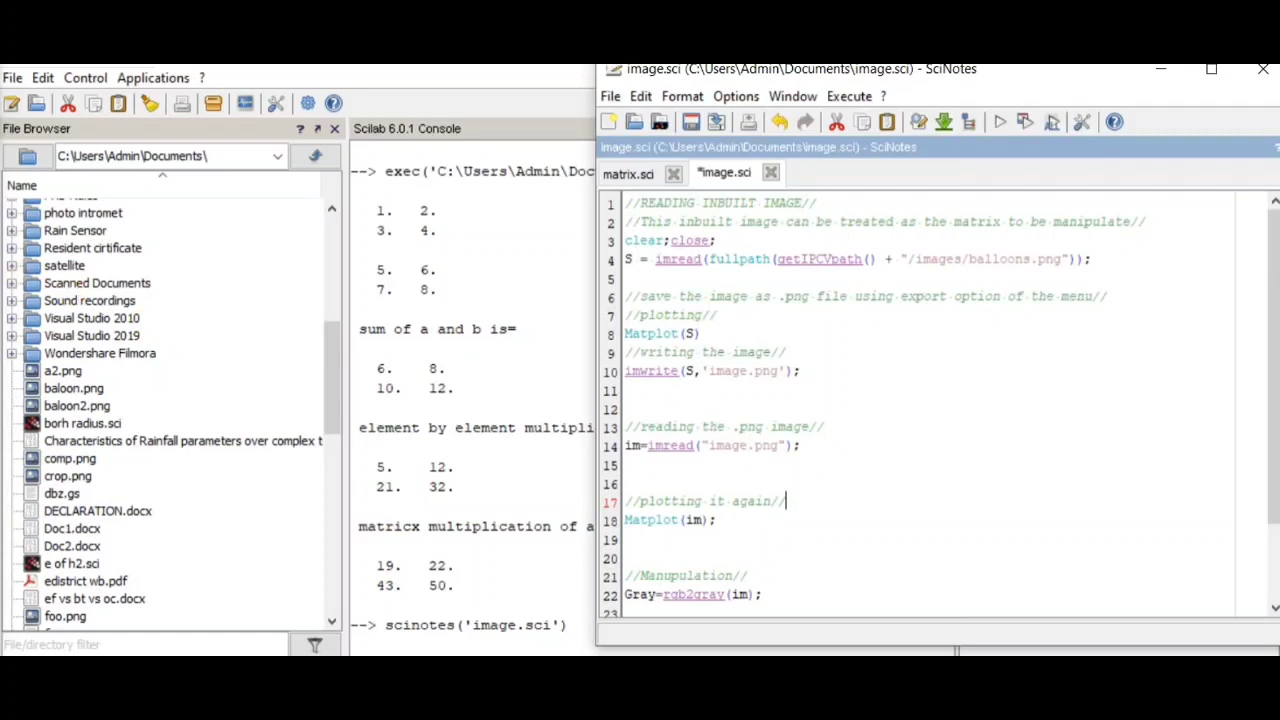 File Edit Control Applications ?
File Browser
C:\Users\Admin\Documents\
Name
photo intromet
Rain Sensor
Resident cirtificate
satellite
Scanned Documents
Sound recordings
Visual Studio 2010
Visual Studio 2019
Wondershare Filmora
a2.png
baloon.png
baloon2.png
borh radius.sci
Characteristics of Rainfall parameters over complex t
comp.png
crop.png
dbz.gs
DECLARATION.docx
Doc1.docx
Doc2.docx
e of h2.sci
edistrict wb.pdf
ef vs bt vs oc.docx
foo.png
File/directory filter
Scilab 6.0.1 Console
--> exec('C:\Users\Admin\Doc
1. 2.
3. 4.
5. 6.
7. 8.
sum of a and b is=
6. 8.
10. 12.
element by element multipli
5. 12.
21. 32.
matricx multiplication of a
19. 22.
43. 50.
--> scinotes('image.sci')
image.sci (C:\Users\Admin\Documents\image.sci) - SciNotes
File Edit Format Options Window Execute ?
image.sci (C:\Users\Admin\Documents\image.sci) - SciNotes
matrix.sci *image.sci
1 //READING INBUILT IMAGE//
2 //This inbuilt image can be treated as the matrix to be manipulate//
3 clear;close;
4 S = imread(fullpath(getIPCVpath() + "/images/balloons.png"));
5
6 //save the image as .png file using export option of the menu//
7 //plotting//
8 Matplot(S)
9 //writing the image//
10 imwrite(S,'image.png');
11
12
13 //reading the .png image//
14 im=imread("image.png");
15
16
17 //plotting it again//
18 Matplot(im);
19
20
21 //Manupulation//
22 Gray=rgb2gray(im);
23